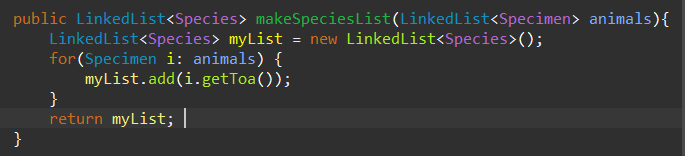 public LinkedList<Species> makeSpeciesList(LinkedList<Specimen> animals){
    LinkedList<Species> myList = new LinkedList<Species>();
    for(Specimen i: animals) {
        myList.add(i.getToa());
    }
    return myList;
}